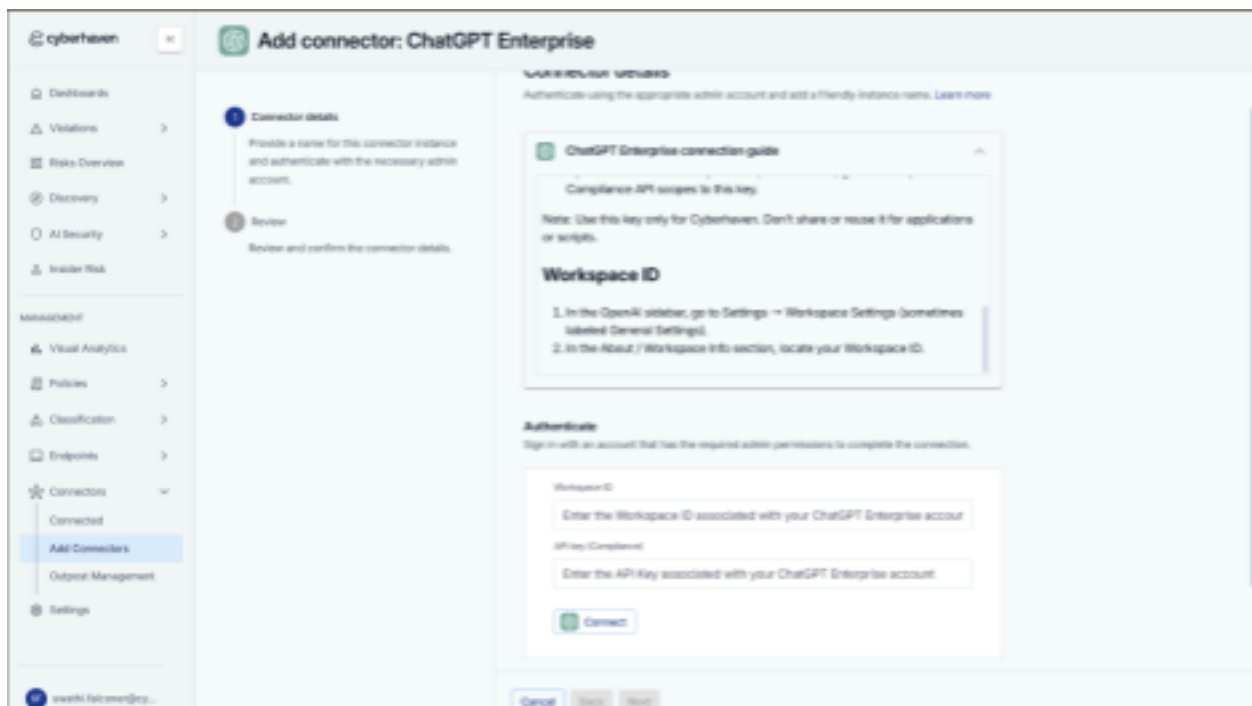 cyberhaven
Add connector: ChatGPT Enterprise
Dashboards
Violations
Risks Overview
Discovery
AI Security
Insider Risk
MANAGEMENT
Visual Analytics
Policies
Classification
Endpoints
Connectors
Connected
Add Connectors
Outpost Management
Settings
1 Connector details
Provide a name for this connector instance
and authenticate with the necessary admin
account.
2 Review
Review and confirm the connector details.
Connector details
Authenticate using the appropriate admin account and add a friendly instance name. Learn more
ChatGPT Enterprise connection guide
Compliance API scopes to this key.
Note: Use this key only for Cyberhaven. Don't share or reuse it for applications
or scripts.
Workspace ID
1. In the OpenAI sidebar, go to Settings → Workspace Settings (sometimes
labeled General Settings).
2. In the About / Workspace Info section, locate your Workspace ID.
Authenticate
Sign in with an account that has the required admin permissions to complete the connection.
Workspace ID
Enter the Workspace ID associated with your ChatGPT Enterprise accour
API key (Compliance)
Enter the API Key associated with your ChatGPT Enterprise account
Connect
Cancel
Back
Next